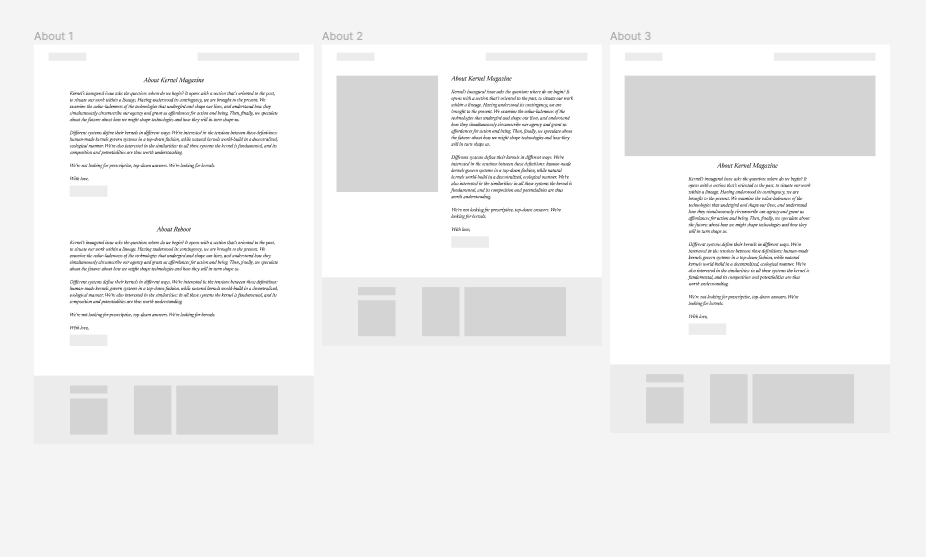 About 1
About Kernel Magazine
Kernel's inaugural issue asks the question: where do we begin? It opens with a section that's oriented to the past,
to situate our work within a lineage. Having understood its contingency, we are brought to the present. We
examine the value-ladenness of the technologies that undergird and shape our lives, and understand how they
simultaneously circumscribe our agency and grant us affordances for action and being. Then, finally, we speculate
about the future: about how we might shape technologies and how they will in turn shape us.
Different systems define their kernels in different ways. We're interested in the tensions between these definitions:
human-made kernels govern systems in a top-down fashion, while natural kernels world-build in a decentralized,
ecological manner. We're also interested in the similarities: in all these systems the kernel is fundamental, and its
composition and potentialities are thus worth understanding.
We're not looking for prescriptive, top-down answers. We're looking for kernels.
With love,
About Reboot
Kernel's inaugural issue asks the question: where do we begin? It opens with a section that's oriented to the past,
to situate our work within a lineage. Having understood its contingency, we are brought to the present. We
examine the value-ladenness of the technologies that undergird and shape our lives, and understand how they
simultaneously circumscribe our agency and grant us affordances for action and being. Then, finally, we speculate
about the future: about how we might shape technologies and how they will in turn shape us.
Different systems define their kernels in different ways. We're interested in the tensions between these definitions:
human-made kernels govern systems in a top-down fashion, while natural kernels world-build in a decentralized,
ecological manner. We're also interested in the similarities: in all these systems the kernel is fundamental, and its
composition and potentialities are thus worth understanding.
We're not looking for prescriptive, top-down answers. We're looking for kernels.
With love,
About 2
About Kernel Magazine
Kernel's inaugural issue asks the question: where do we begin? It
opens with a section that's oriented to the past, to situate our work
within a lineage. Having understood its contingency, we are
brought to the present. We examine the value-ladenness of the
technologies that undergird and shape our lives, and understand
how they simultaneously circumscribe our agency and grant us
affordances for action and being. Then, finally, we speculate about
the future: about how we might shape technologies and how they
will in turn shape us.
Different systems define their kernels in different ways. We're
interested in the tensions between these definitions: human-made
kernels govern systems in a top-down fashion, while natural
kernels world-build in a decentralized, ecological manner. We're
also interested in the similarities: in all these systems the kernel is
fundamental, and its composition and potentialities are thus
worth understanding.
We're not looking for prescriptive, top-down answers. We're
looking for kernels.
With love,
About 3
About Kernel Magazine
Kernel's inaugural issue asks the question: where do we begin? It
opens with a section that's oriented to the past, to situate our work
within a lineage. Having understood its contingency, we are
brought to the present. We examine the value-ladenness of the
technologies that undergird and shape our lives, and understand
how they simultaneously circumscribe our agency and grant us
affordances for action and being. Then, finally, we speculate about
the future: about how we might shape technologies and how they
will in turn shape us.
Different systems define their kernels in different ways. We're
interested in the tensions between these definitions: human-made
kernels govern systems in a top-down fashion, while natural
kernels world-build in a decentralized, ecological manner. We're
also interested in the similarities: in all these systems the kernel is
fundamental, and its composition and potentialities are thus
worth understanding.
We're not looking for prescriptive, top-down answers. We're
looking for kernels.
With love,